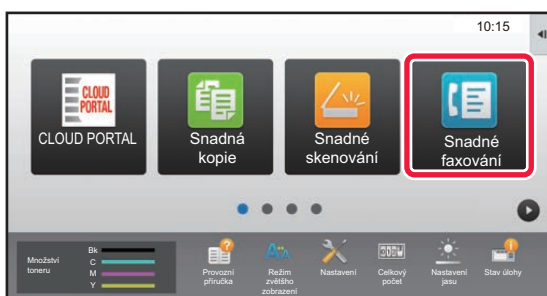 10:15
CLOUD
PORTAL
CLOUD PORTAL
Snadná
kopie
Snadné
skenování
Snadné
faxování
Množství
toneru
Bk
C
M
Y
Provozní
příručka
Režim
zvětšého
zobrazení
Nastavení
Celkový
počet
Nastavení
jasu
Stav úlohy